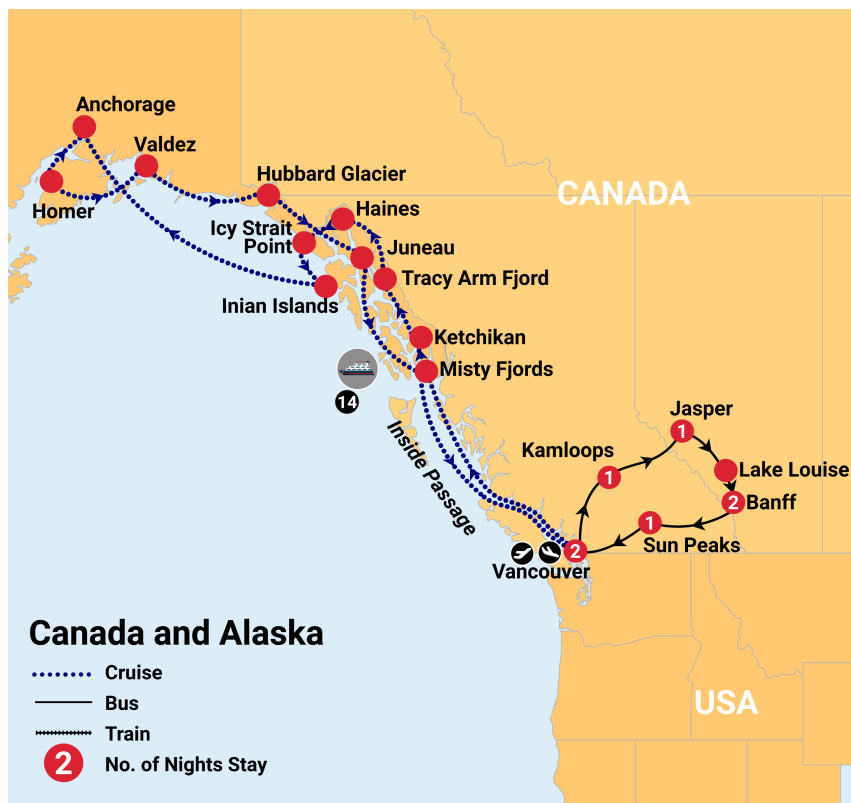 Anchorage
Valdez
Hubbard Glacier
CANADA
Homer
Haines
Icy Strait
Point
Juneau
Tracy Arm Fjord
Inian Islands
Ketchikan
Misty Fjords
14
Jasper
1
Inside Passage
Kamloops
1
Lake Louise
2
Banff
1
Sun Peaks
2
Vancouver
Canada and Alaska
Cruise
Bus
Train
2
No. of Nights Stay
USA